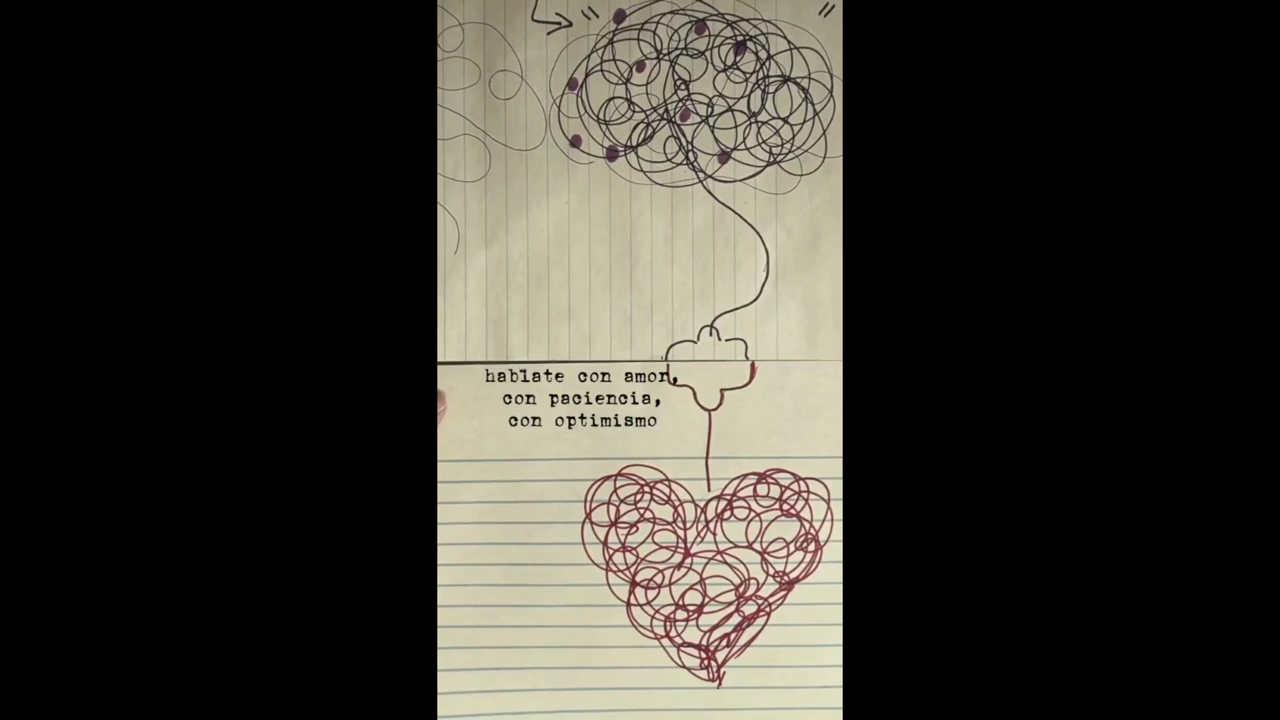 hablate con amor,
con paciencia,
con optimismo